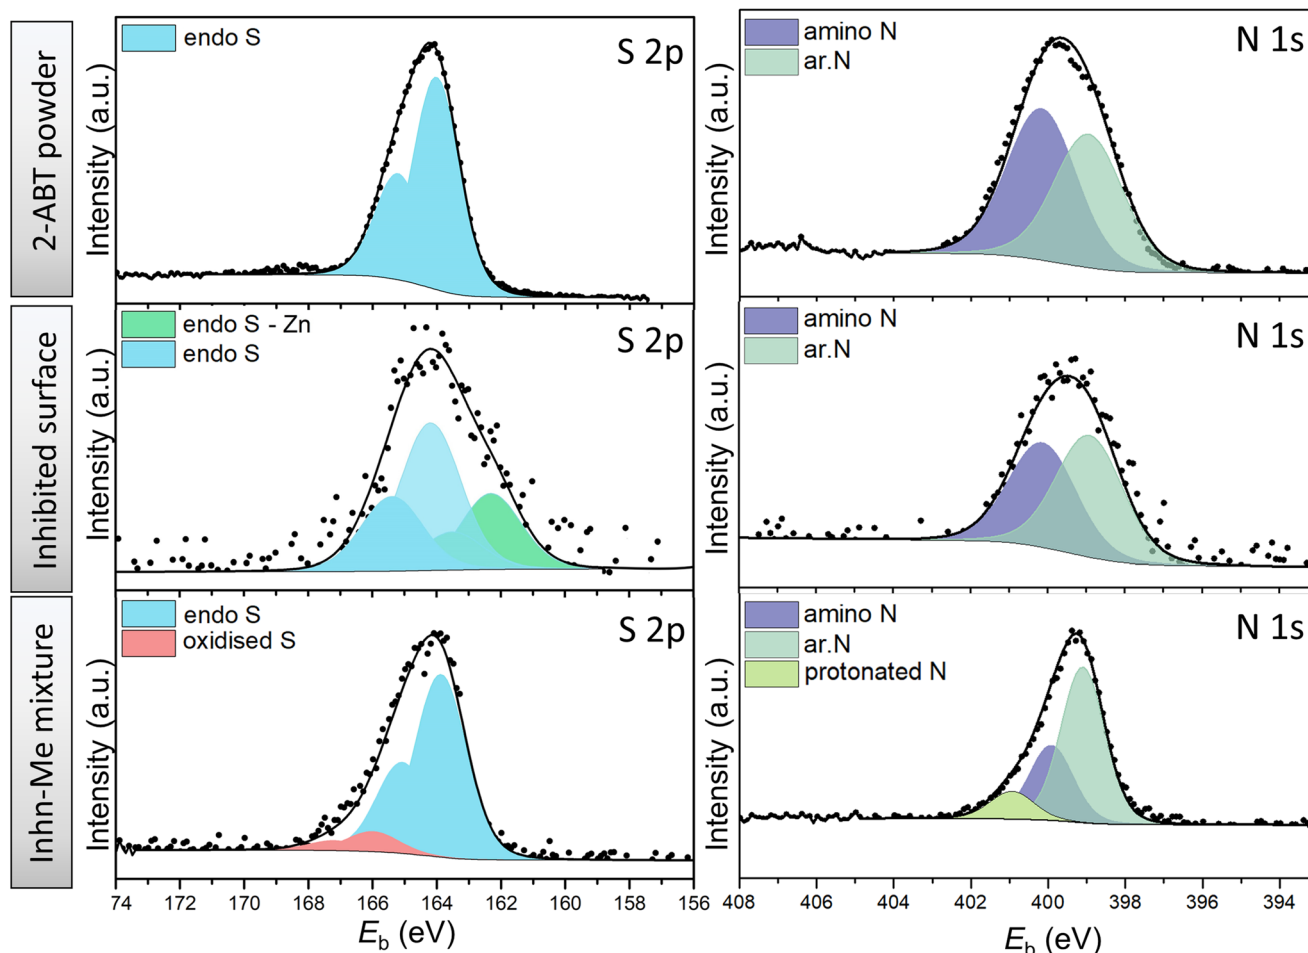 2-ABT powder
Intensity (a.u.)
endo S
S 2p
Intensity (a.u.)
amino N
ar.N
N 1s
Inhibited surface
Intensity (a.u.)
endo S - Zn
endo S
S 2p
Intensity (a.u.)
amino N
ar.N
N 1s
Inhn-Me mixture
Intensity (a.u.)
endo S
oxidised S
S 2p
Intensity (a.u.)
amino N
ar.N
protonated N
N 1s
74 172 170 168 166 164 162 160 158 156
408 406 404 402 400 398 396 394
Eb (eV)
Eb (eV)